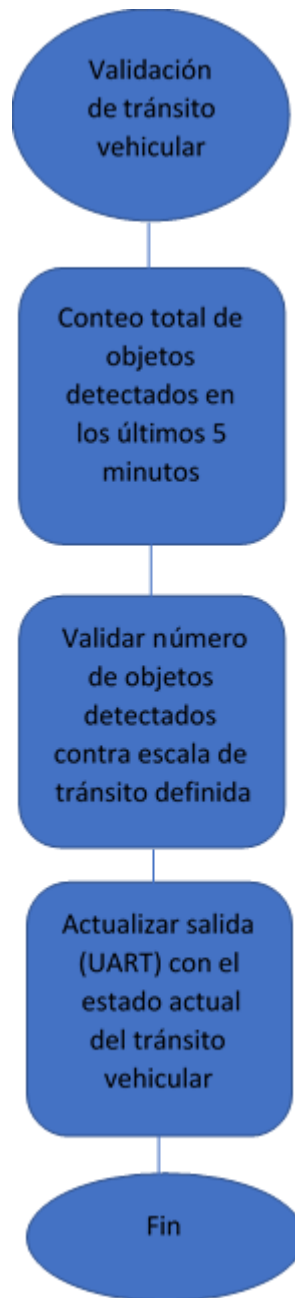 Validación
de tránsito
vehicular
Conteo total de
objetos
detectados en
los últimos 5
minutos
Validar número
de objetos
detectados
contra escala de
tránsito definida
Actualizar salida
(UART) con el
estado actual
del tránsito
vehicular
Fin